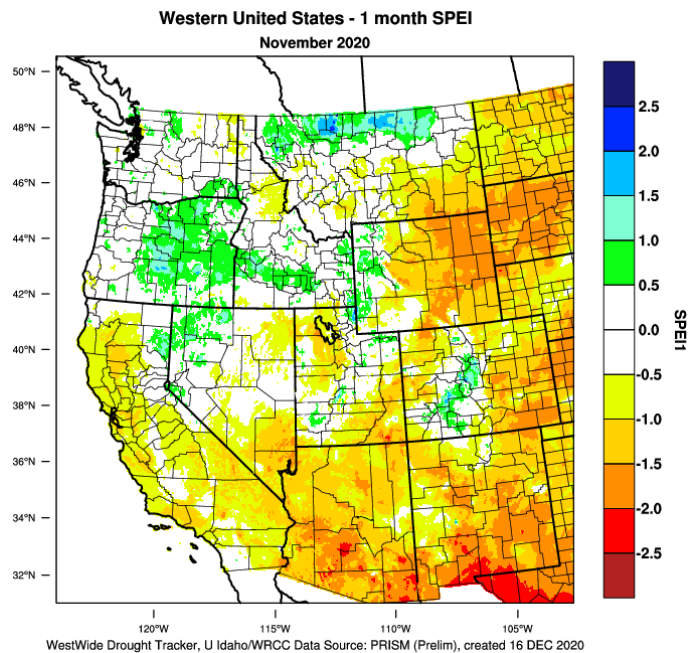 Western United States - 1 month SPEI
November 2020
50°N
48°N
46°N
44°N
42°N
40°N
38°N
36°N
34°N
32°N
120°W
115°W
110°W
105°W
2.5
2.0
1.5
1.0
0.5
0.0
-0.5
-1.0
-1.5
-2.0
-2.5
SPEI1
WestWide Drought Tracker, U Idaho/WRCC Data Source: PRISM (Prelim), created 16 DEC 2020